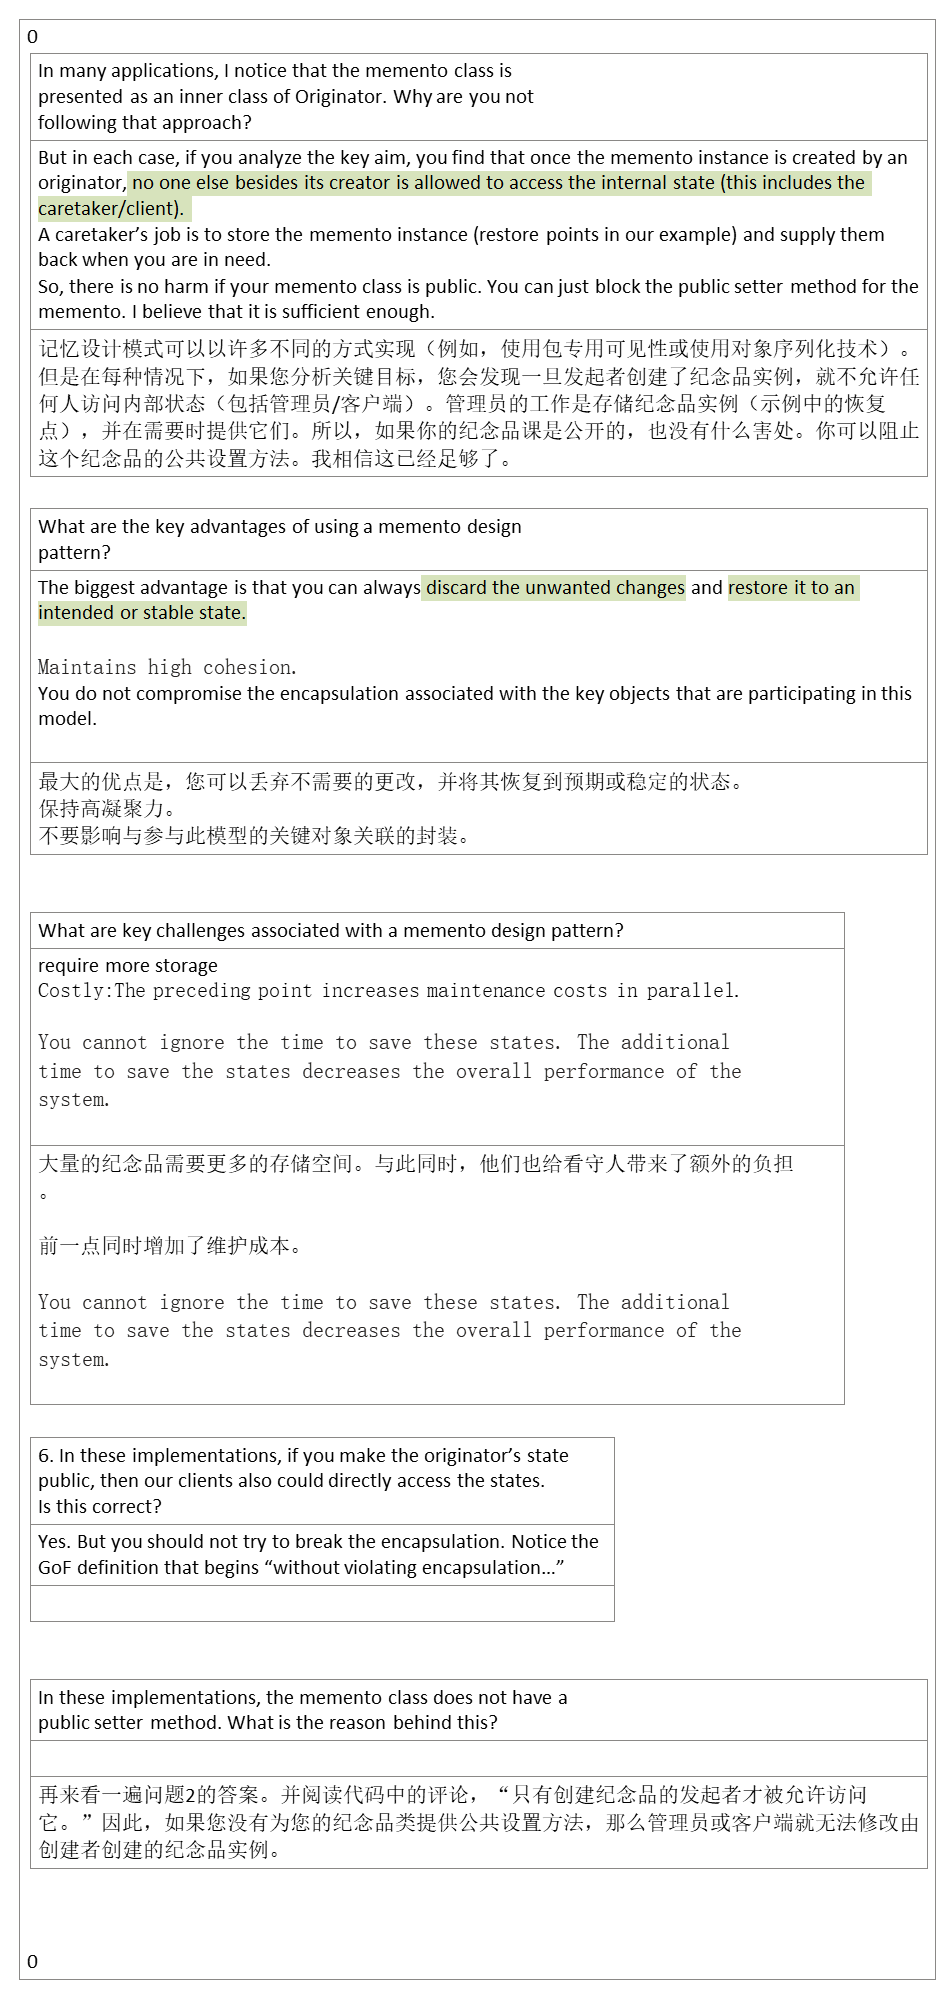 0
In many applications, I notice that the memento class is
presented as an inner class of Originator. Why are you not
following that approach?
But in each case, if you analyze the key aim, you find that once the memento instance is created by an
originator, no one else besides its creator is allowed to access the internal state (this includes the
caretaker/client).
A caretaker’s job is to store the memento instance (restore points in our example) and supply them
back when you are in need.
So, there is no harm if your memento class is public. You can just block the public setter method for the
memento. I believe that it is sufficient enough.
记忆设计模式可以以许多不同的方式实现（例如，使用包专用可见性或使用对象序列化技术）。
但是在每种情况下，如果您分析关键目标，您会发现一旦发起者创建了纪念品实例，就不允许任
何人访问内部状态（包括管理员/客户端）。管理员的工作是存储纪念品实例（示例中的恢复
点），并在需要时提供它们。所以，如果你的纪念品课是公开的，也没有什么害处。你可以阻止
这个纪念品的公共设置方法。我相信这已经足够了。
What are the key advantages of using a memento design
pattern?
The biggest advantage is that you can always discard the unwanted changes and restore it to an
intended or stable state.
Maintains high cohesion.
You do not compromise the encapsulation associated with the key objects that are participating in this
model.
最大的优点是，您可以丢弃不需要的更改，并将其恢复到预期或稳定的状态。
保持高凝聚力。
不要影响与参与此模型的关键对象关联的封装。
What are key challenges associated with a memento design pattern?
require more storage
Costly:The preceding point increases maintenance costs in parallel.
You cannot ignore the time to save these states. The additional
time to save the states decreases the overall performance of the
system.
大量的纪念品需要更多的存储空间。与此同时，他们也给看守人带来了额外的负担
。
前一点同时增加了维护成本。
You cannot ignore the time to save these states. The additional
time to save the states decreases the overall performance of the
system.
6. In these implementations, if you make the originator’s state
public, then our clients also could directly access the states.
Is this correct?
Yes. But you should not try to break the encapsulation. Notice the
GoF definition that begins “without violating encapsulation…”
In these implementations, the memento class does not have a
public setter method. What is the reason behind this?
再来看一遍问题2的答案。并阅读代码中的评论，“只有创建纪念品的发起者才被允许访问
它。”因此，如果您没有为您的纪念品类提供公共设置方法，那么管理员或客户端就无法修改由
创建者创建的纪念品实例。
0